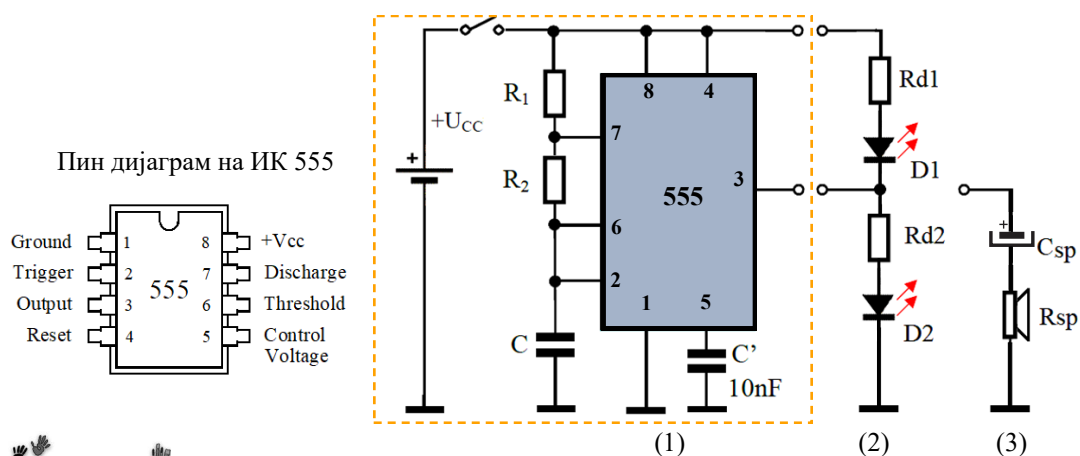 Пин дијаграм на ИК 555
Ground 1 8 +Vcc
Trigger 2 7 Discharge
555
Output 3 6 Threshold
Reset 4 5 Control
Voltage
+
+U_CC
R₁
R₂
C
8 4
7
6
2
3
555
1 5
C’
10nF
Rd1
D1
Rd2
D2
+
Csp
Rsp
(1) (2) (3)